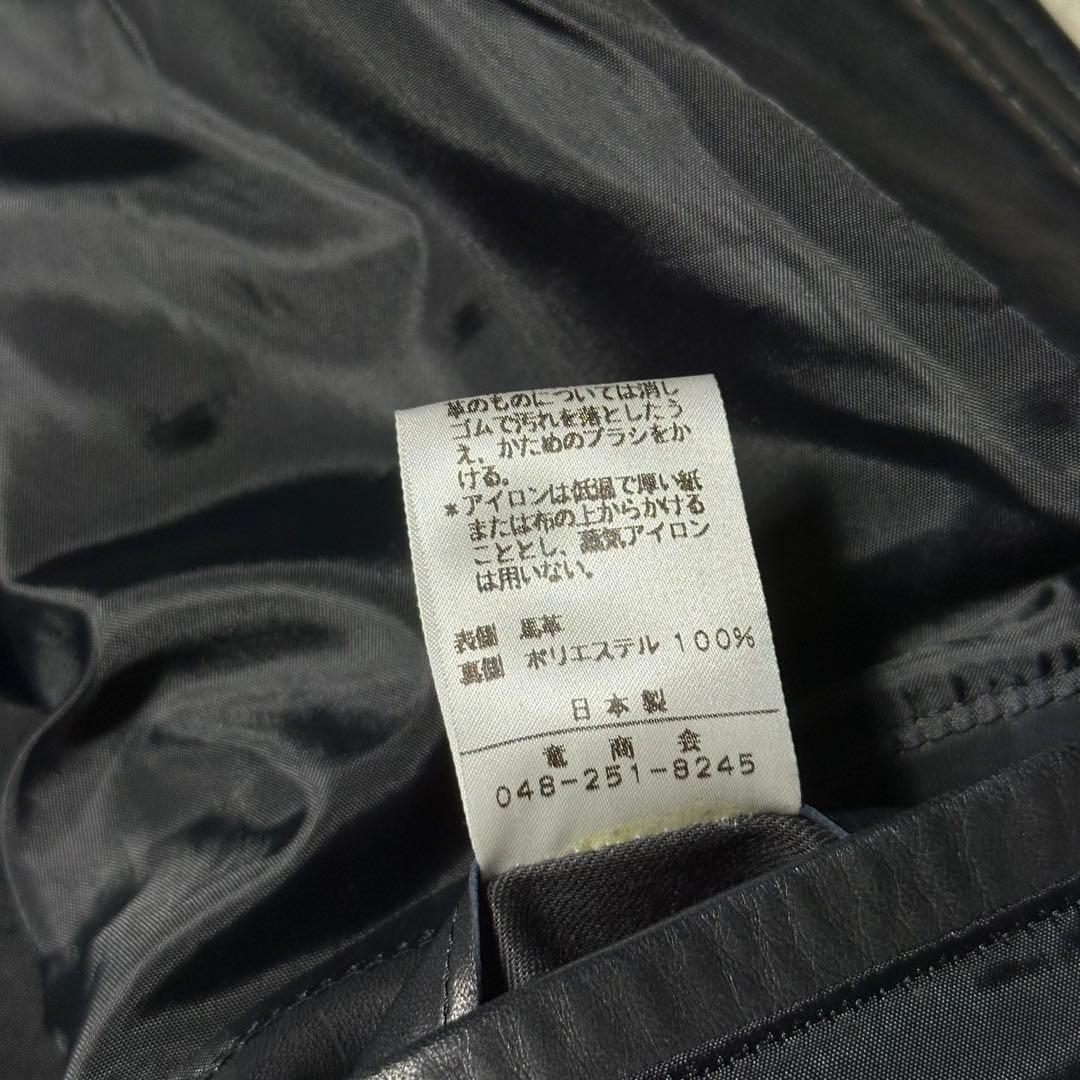 革のものについては消し
ゴムで汚れを落としたう
え、かためのブラシをか
ける。
*アイロンは低温で厚い紙
または布の上からかける
こととし、蒸気アイロン
は用いない。
表側 馬革
裏側 ポリエステル 100%
日本製
竜商会
048-251-8245